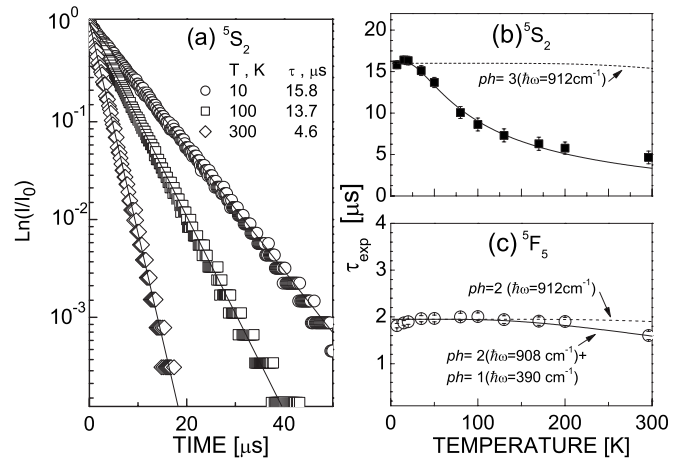 (a) ⁵S₂
T , K τ , μs
10 15.8
100 13.7
300 4.6
10⁰
10⁻¹
10⁻²
10⁻³
Ln(I/I₀)
0 20 40
TIME [μs]
(b) ⁵S₂
ph= 3(ħω=912cm⁻¹)
20
15
10
5
0
τₑₓₚ [μs]
(c) ⁵F₅
ph=2 (ħω=912cm⁻¹)
ph= 2(ħω=908 cm⁻¹)+
ph= 1(ħω=390 cm⁻¹)
4
3
2
1
0 100 200 300
TEMPERATURE [K]